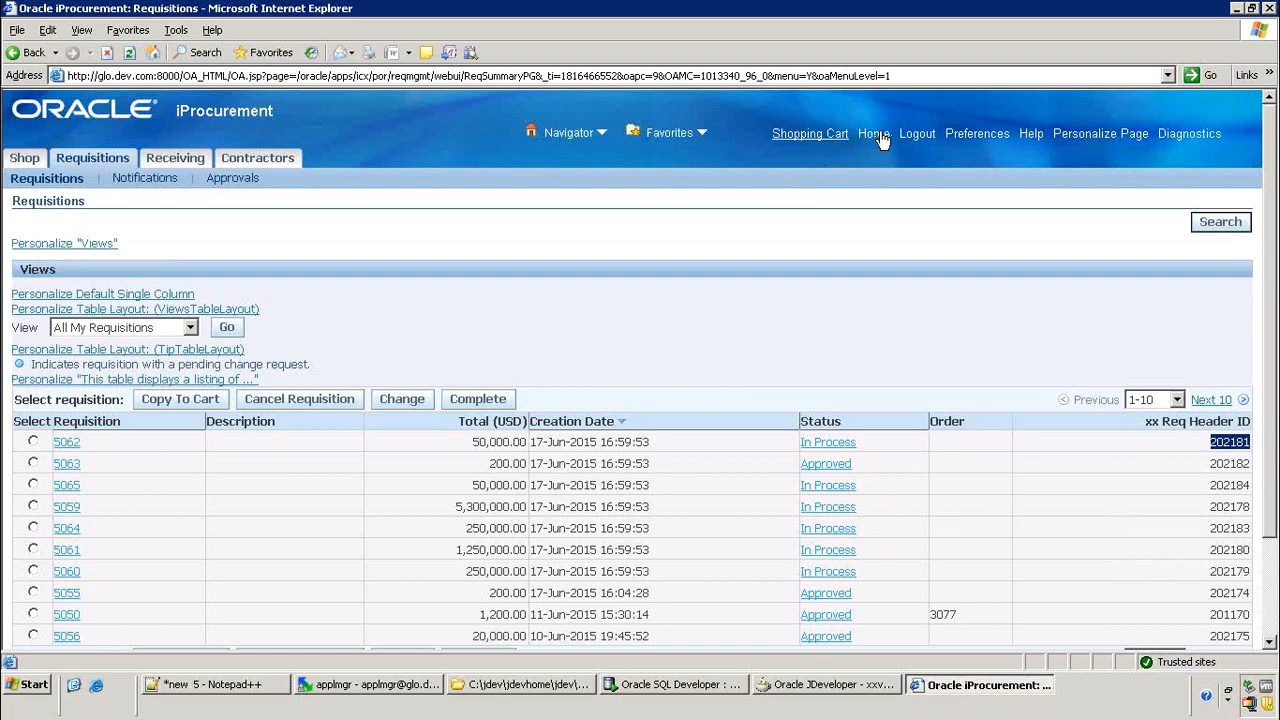 Oracle iProcurement: Requisitions - Microsoft Internet Explorer
File Edit View Favorites Tools Help
Back Search Favorites
Address http://glo.dev.com:8000/OA_HTML/OA.jsp?page=/oracle/apps/icx/por/reqmgmt/webui/ReqSummaryPG&_ti=1816466552&oapc=9&OAMC=1013340_96_0&menu=Y&oaMenuLevel=1 Go Links »
ORACLE® iProcurement
Navigator Favorites Shopping Cart Home Logout Preferences Help Personalize Page Diagnostics
Shop Requisitions Receiving Contractors
Requisitions | Notifications | Approvals
Requisitions
Search
Personalize "Views"
Views
Personalize Default Single Column
Personalize Table Layout: (ViewsTableLayout)
View All My Requisitions Go
Personalize Table Layout: (TipTableLayout)
Indicates requisition with a pending change request.
Personalize "This table displays a listing of ..."
Select requisition: Copy To Cart Cancel Requisition Change Complete Previous 1-10 Next 10
Select Requisition Description Total (USD) Creation Date Status Order xx Req Header ID
5062 50,000.00 17-Jun-2015 16:59:53 In Process 202181
5063 200.00 17-Jun-2015 16:59:53 Approved 202182
5065 50,000.00 17-Jun-2015 16:59:53 In Process 202184
5059 5,300,000.00 17-Jun-2015 16:59:53 In Process 202178
5064 250,000.00 17-Jun-2015 16:59:53 In Process 202183
5061 1,250,000.00 17-Jun-2015 16:59:53 In Process 202180
5060 250,000.00 17-Jun-2015 16:59:53 In Process 202179
5055 200.00 17-Jun-2015 16:04:28 Approved 202174
5050 1,200.00 11-Jun-2015 15:30:14 Approved 3077 201170
5056 20,000.00 10-Jun-2015 19:45:52 Approved 202175
Trusted sites
Start *new 5 - Notepad++ applmgr - applmgr@glo.d... C:\jdev\jdevhome\jdev\... Oracle SQL Developer : ... Oracle JDeveloper - xxv... Oracle iProcurement: ...